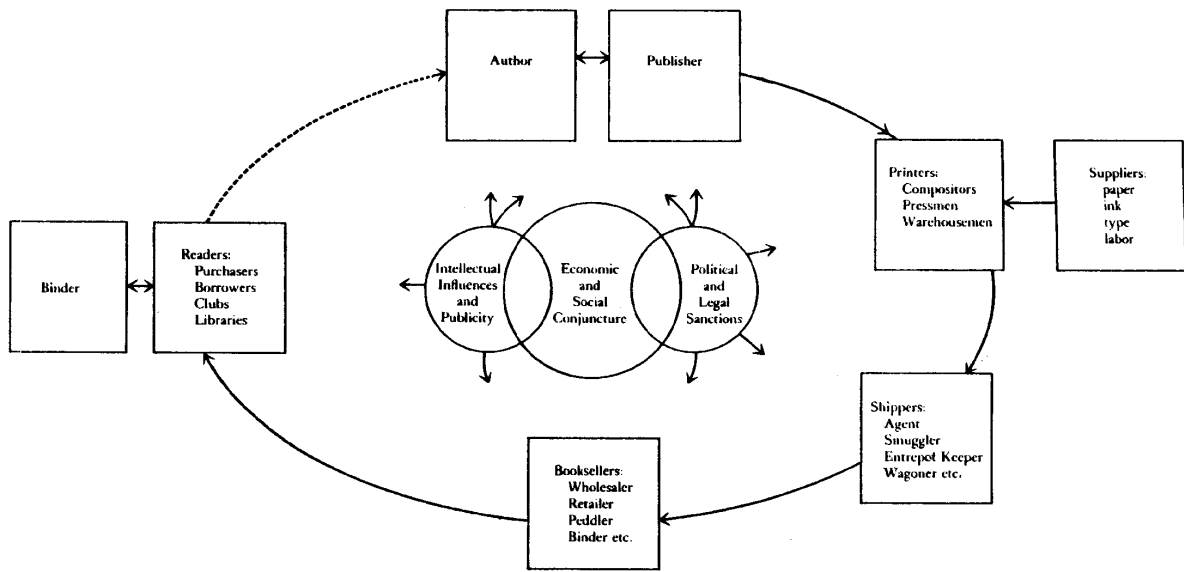 Author
Publisher
Printers:
Compositors
Pressmen
Warehousemen
Suppliers:
paper
ink
type
labor
Binder
Readers:
Purchasers
Borrowers
Clubs
Libraries
Intellectual
Influences
and
Publicity
Economic
and
Social
Conjuncture
Political
and
Legal
Sanctions
Shippers:
Agent
Smuggler
Entrepot Keeper
Wagoner etc.
Booksellers:
Wholesaler
Retailer
Peddler
Binder etc.